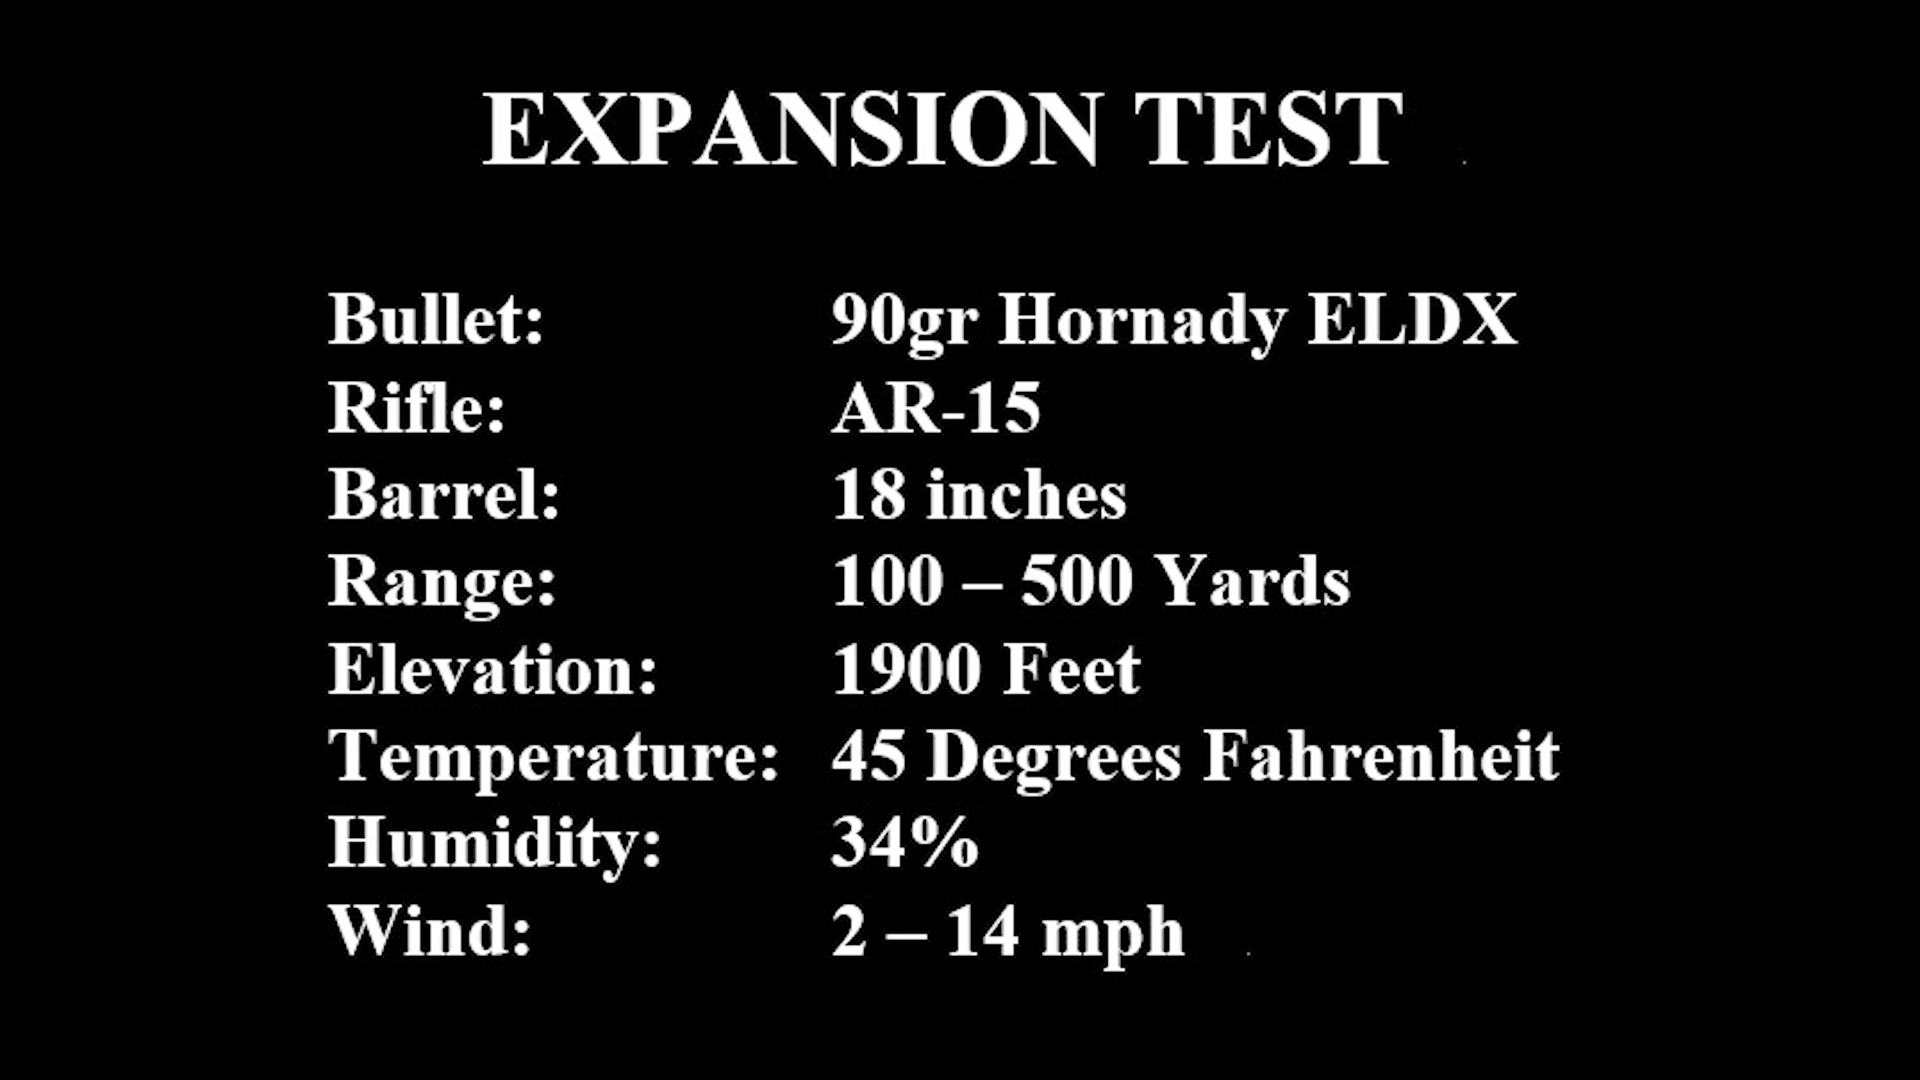 EXPANSION TEST
Bullet: 90gr Hornady ELDX
Rifle: AR-15
Barrel: 18 inches
Range: 100 – 500 Yards
Elevation: 1900 Feet
Temperature: 45 Degrees Fahrenheit
Humidity: 34%
Wind: 2 – 14 mph